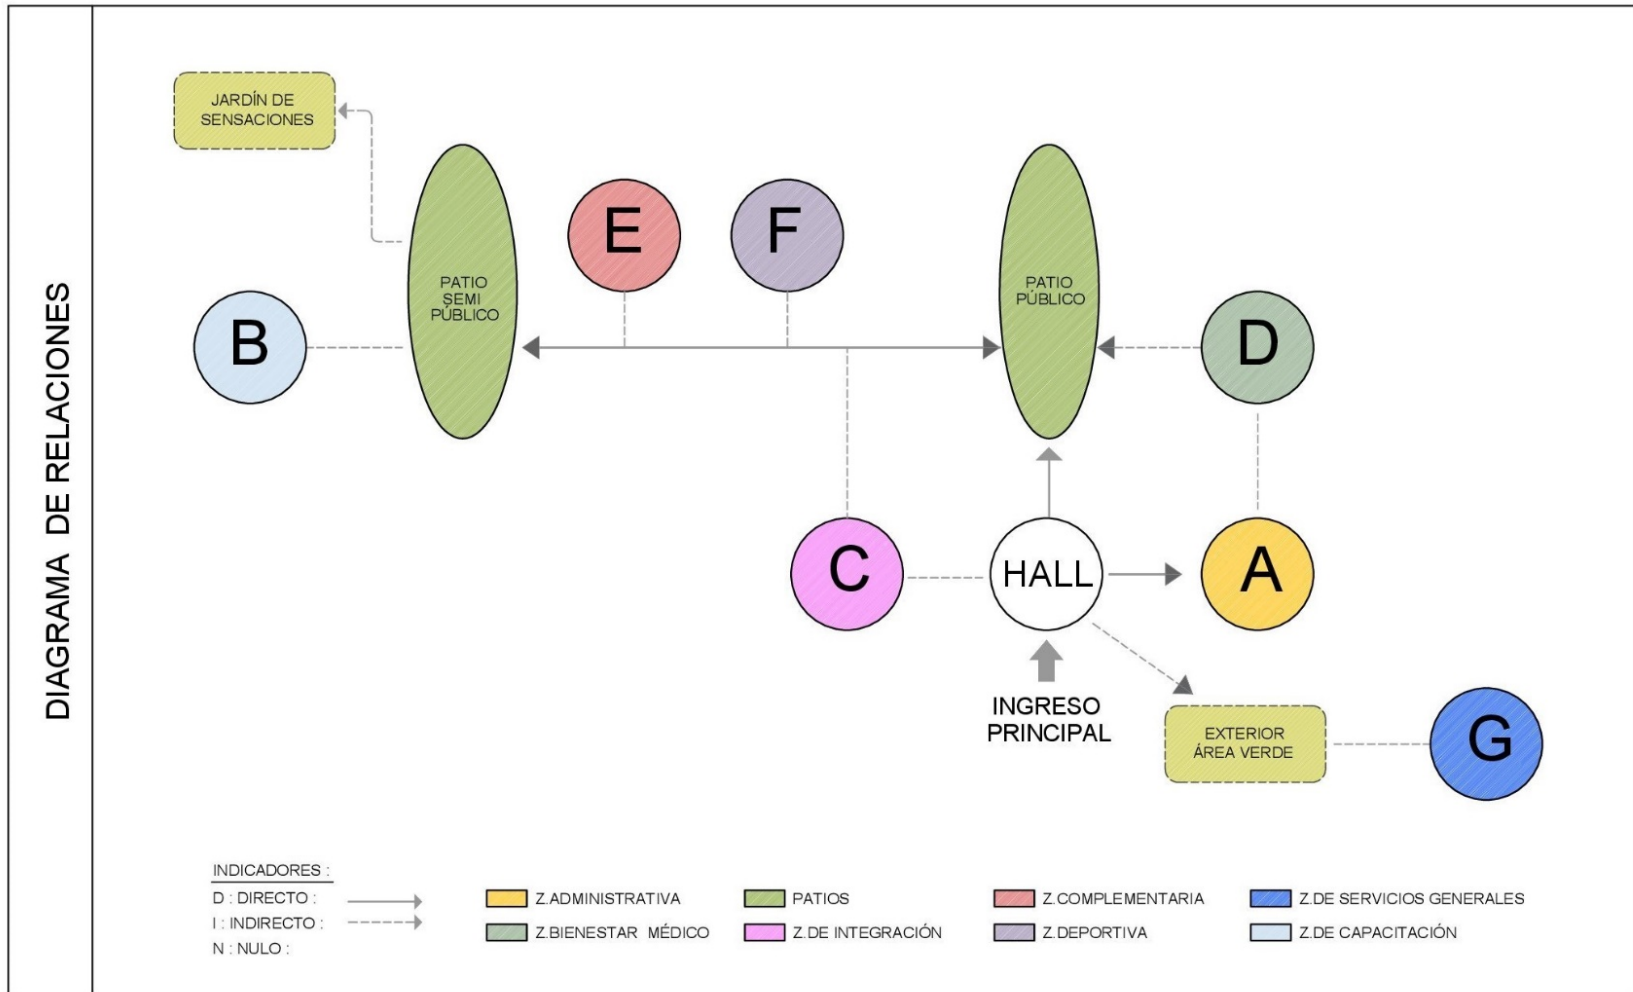 DIAGRAMA DE RELACIONES
JARDÍN DE
SENSACIONES
E
F
B
PATIO
SEMI
PÚBLICO
PATIO
PÚBLICO
D
C
HALL
A
INGRESO
PRINCIPAL
EXTERIOR
ÁREA VERDE
G
INDICADORES :
D : DIRECTO :
I : INDIRECTO :
N : NULO :
Z.ADMINISTRATIVA
PATIOS
Z.COMPLEMENTARIA
Z.DE SERVICIOS GENERALES
Z.BIENESTAR MÉDICO
Z.DE INTEGRACIÓN
Z.DEPORTIVA
Z.DE CAPACITACIÓN